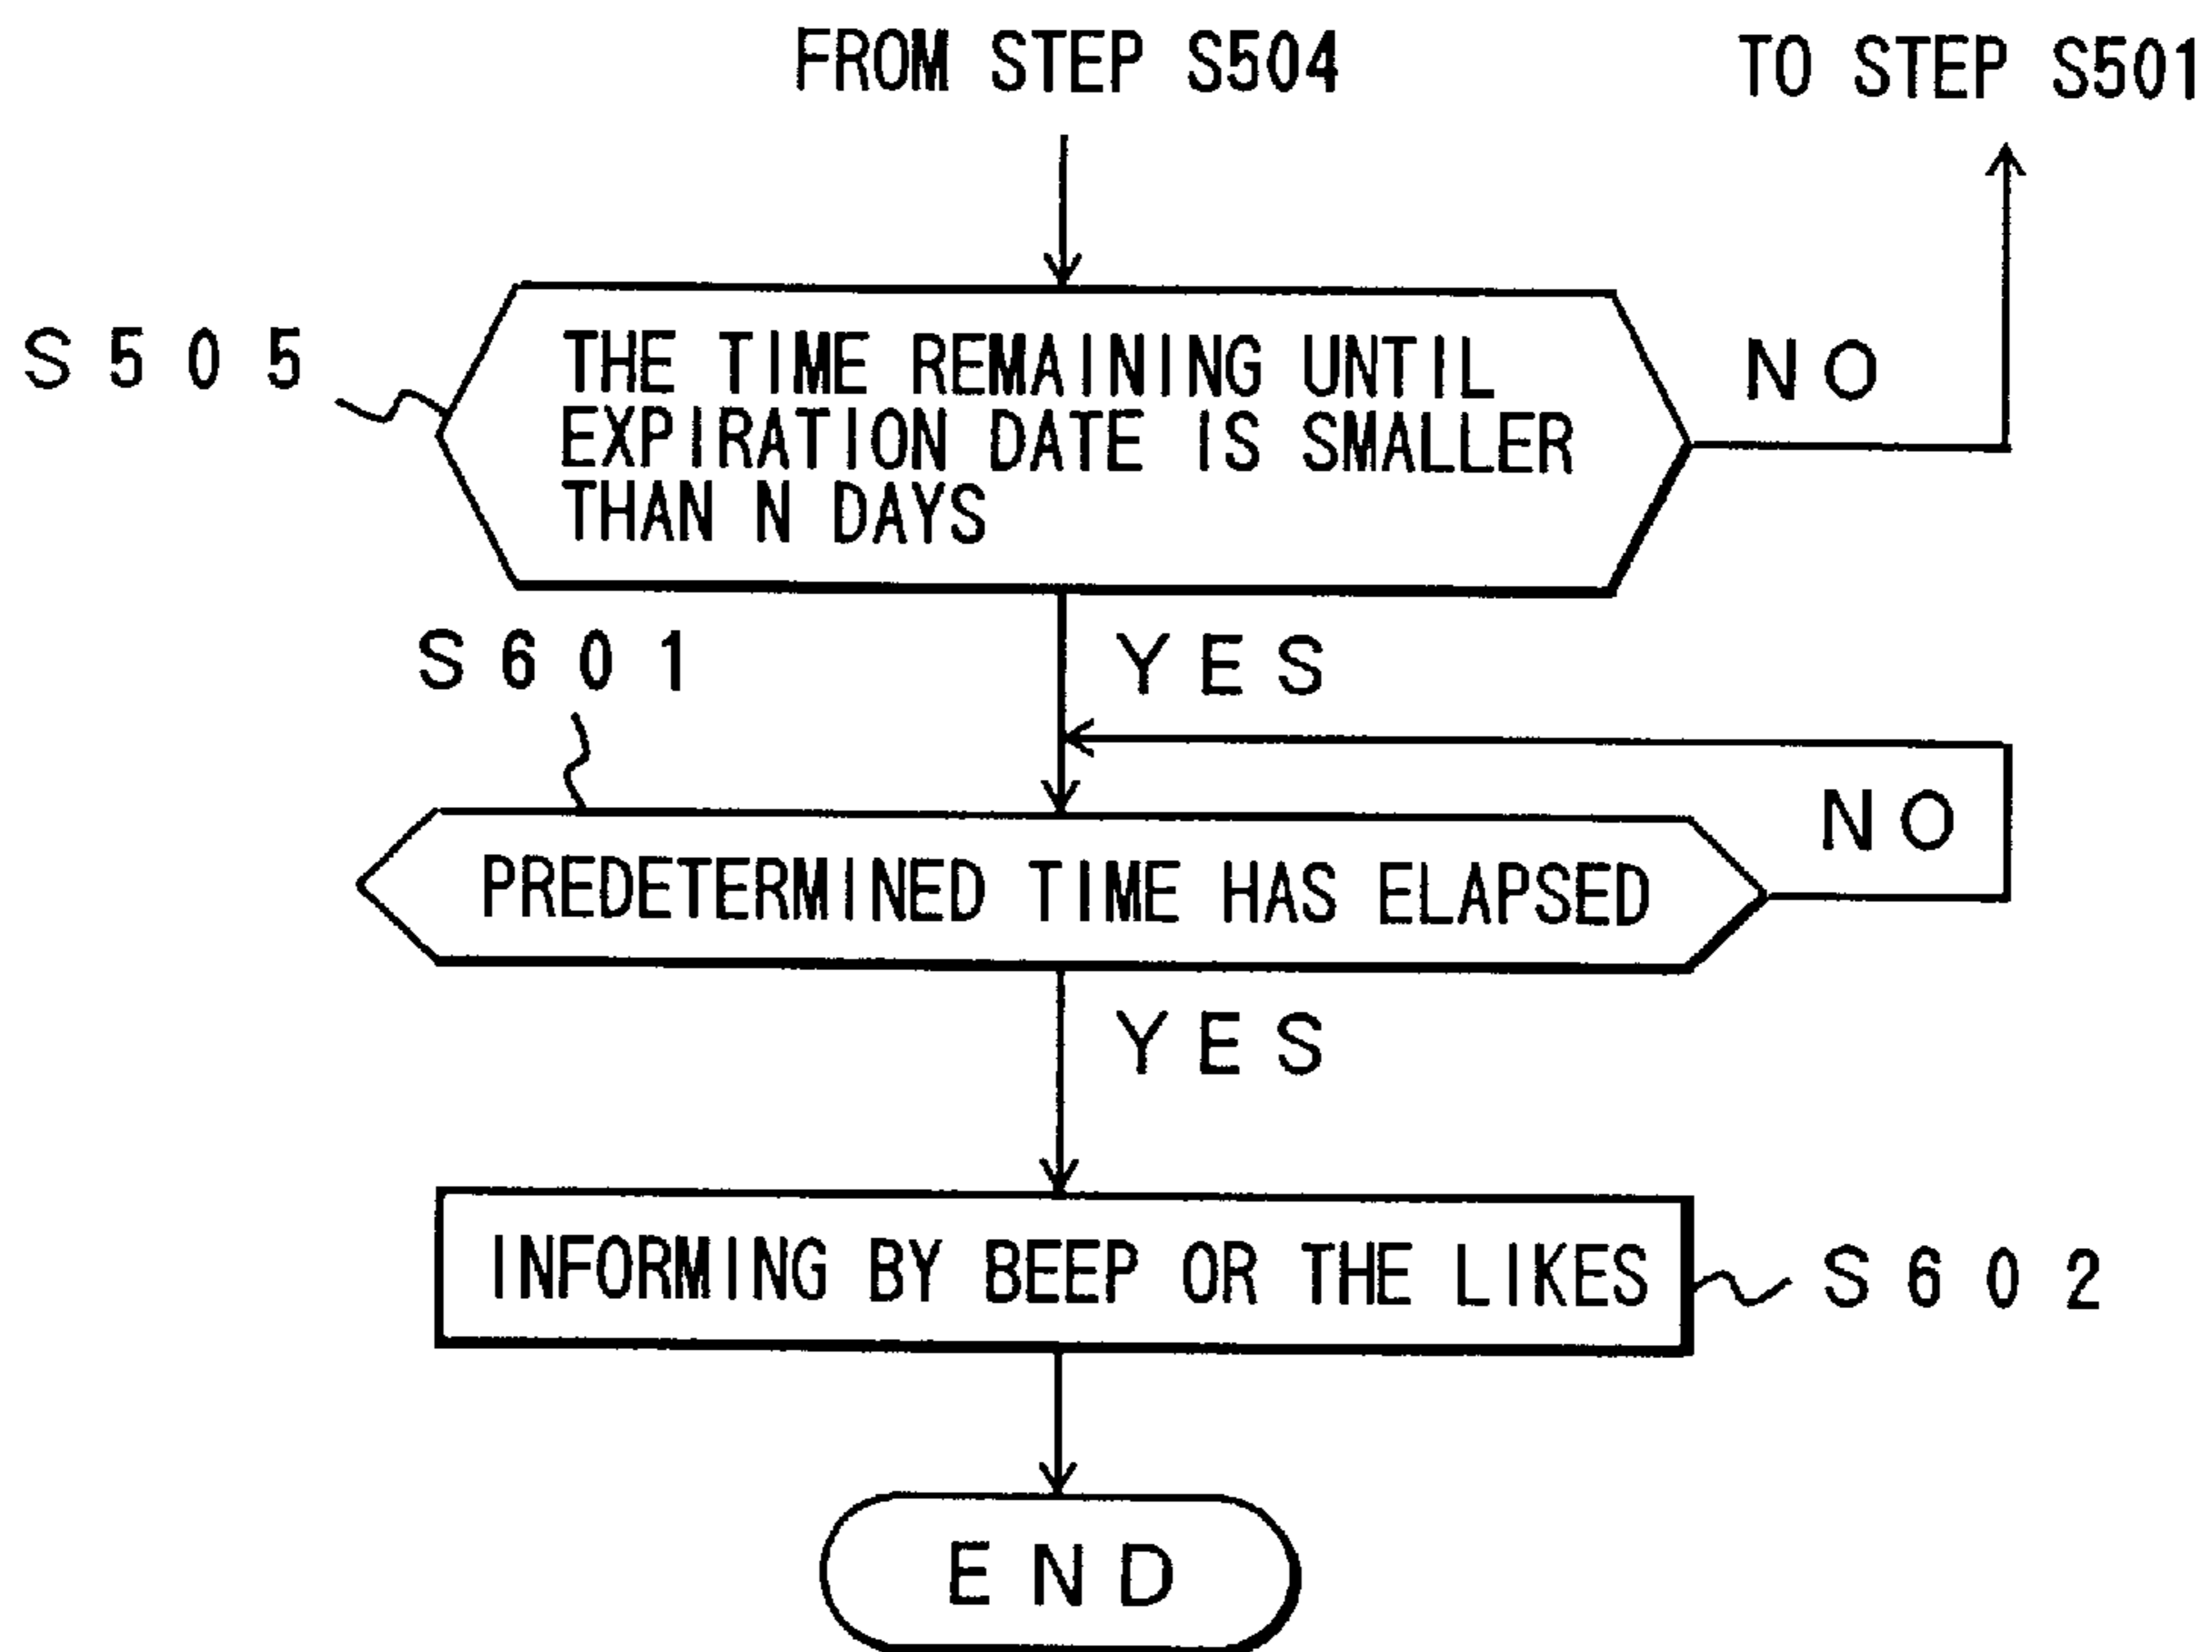 FROM STEP S504
TO STEP S501
S505
THE TIME REMAINING UNTIL
EXPIRATION DATE IS SMALLER
THAN N DAYS
NO
S601
YES
NO
PREDETERMINED TIME HAS ELAPSED
YES
INFORMING BY BEEP OR THE LIKES
S602
END